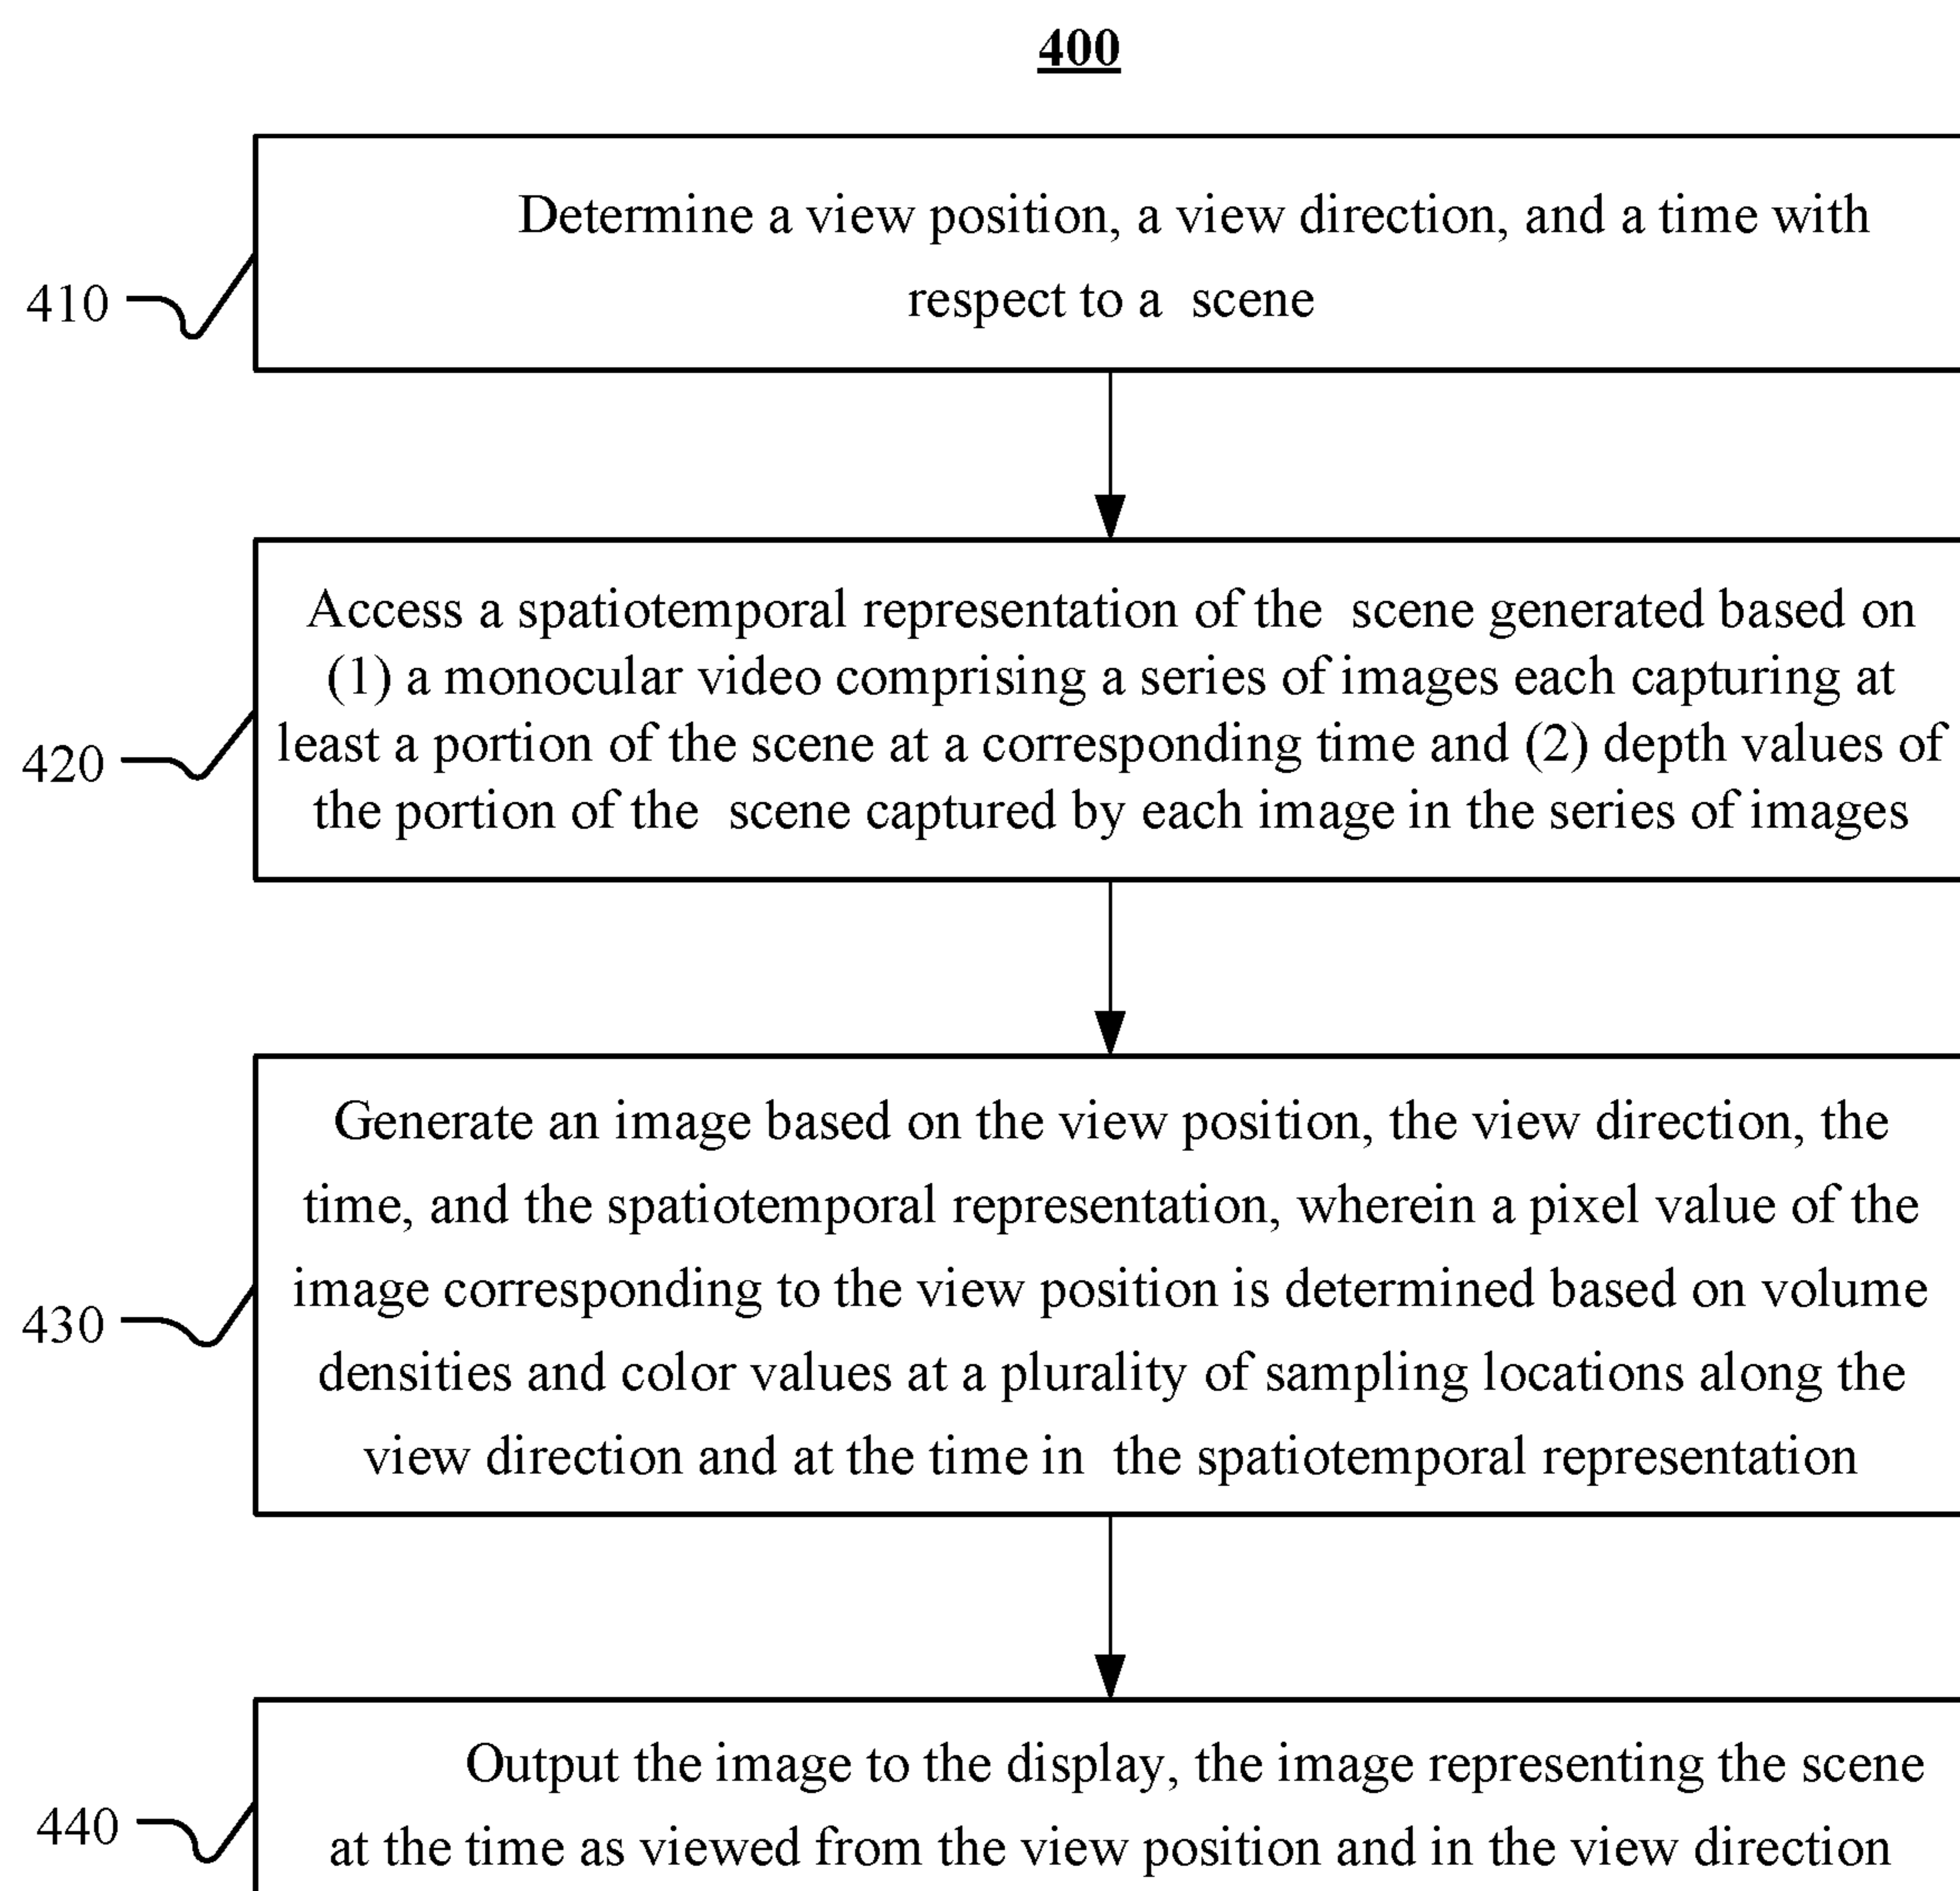 400
410
Determine a view position, a view direction, and a time with
respect to a scene
420
Access a spatiotemporal representation of the scene generated based on
(1) a monocular video comprising a series of images each capturing at
least a portion of the scene at a corresponding time and (2) depth values of
the portion of the scene captured by each image in the series of images
430
Generate an image based on the view position, the view direction, the
time, and the spatiotemporal representation, wherein a pixel value of the
image corresponding to the view position is determined based on volume
densities and color values at a plurality of sampling locations along the
view direction and at the time in the spatiotemporal representation
440
Output the image to the display, the image representing the scene
at the time as viewed from the view position and in the view direction